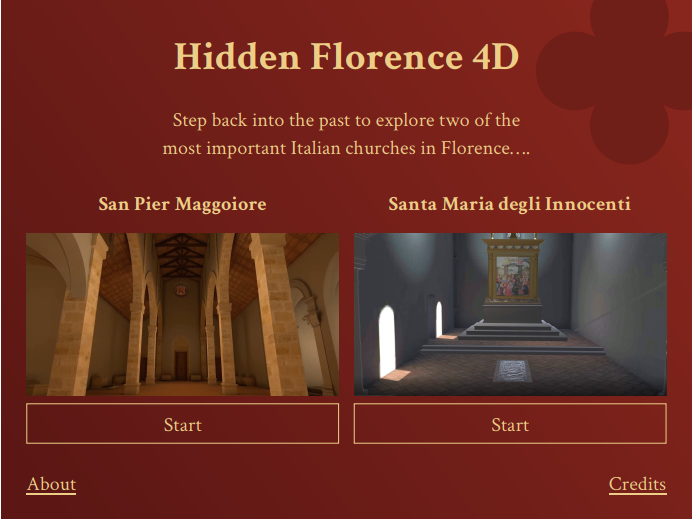 Hidden Florence 4D
Step back into the past to explore two of the
most important Italian churches in Florence....
San Pier Maggoiore
Santa Maria degli Innocenti
Start
Start
About
Credits